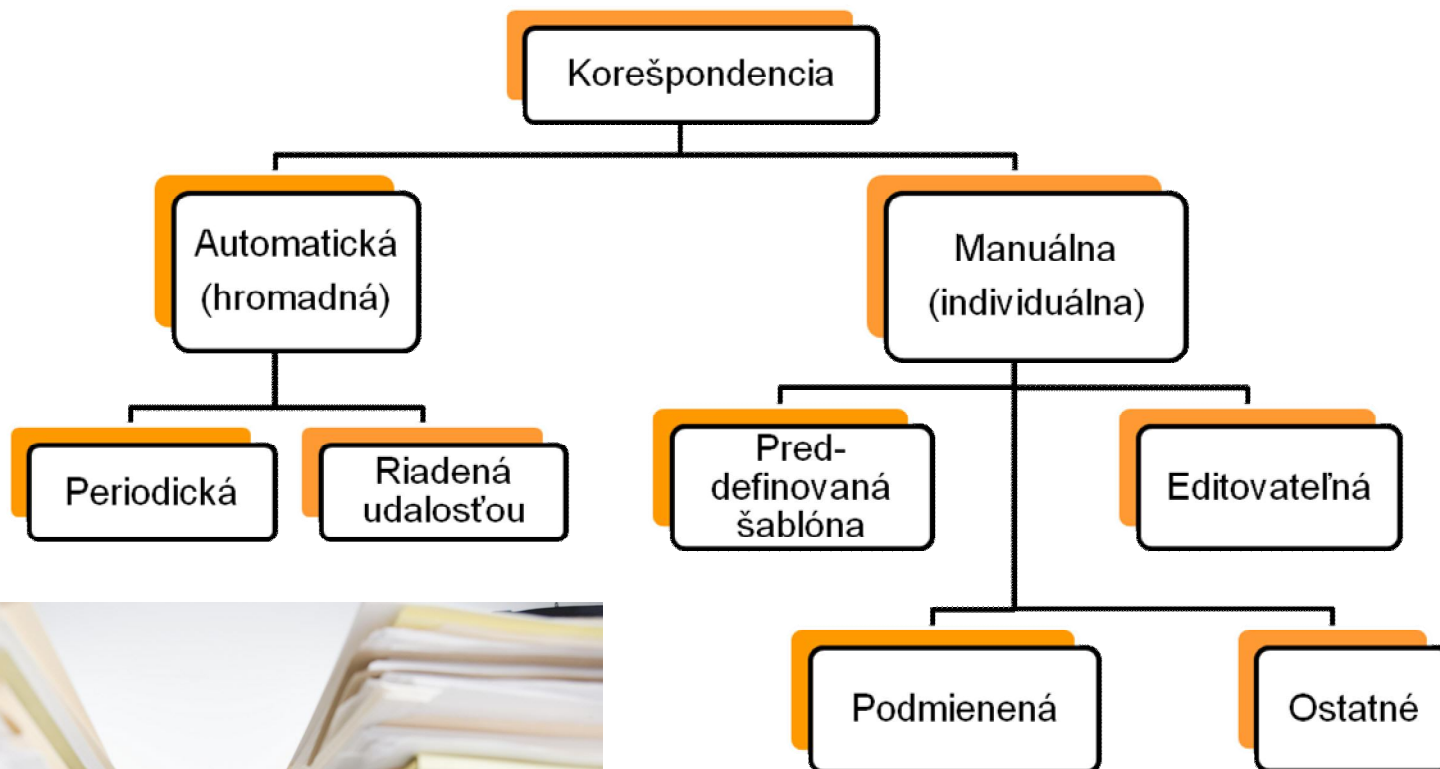 Korešpondencia
Automatická
(hromadná)
Manuálna
(individuálna)
Periodická
Riadená
udalosťou
Pred-
definovaná
šablóna
Editovateľná
Podmienená
Ostatné